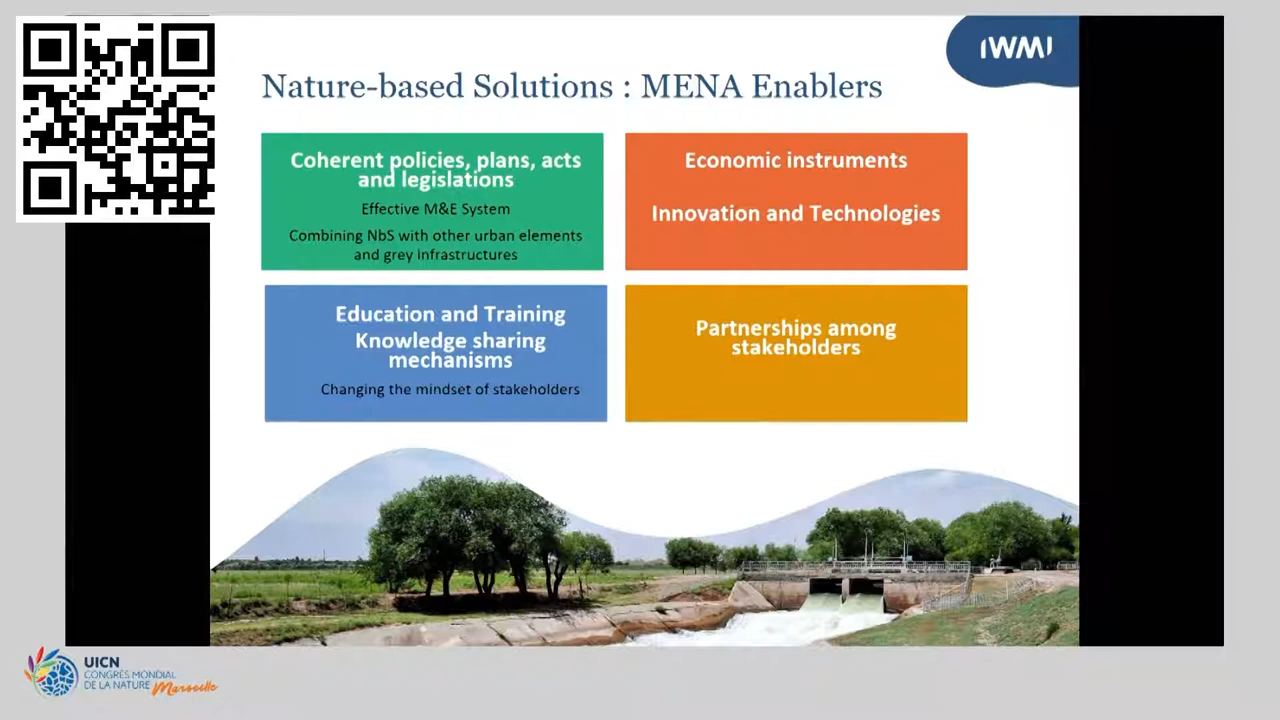 IWMI
Nature-based Solutions : MENA Enablers
Coherent policies, plans, acts
and legislations
Effective M&E System
Combining NbS with other urban elements
and grey infrastructures
Economic instruments
Innovation and Technologies
Education and Training
Knowledge sharing
mechanisms
Changing the mindset of stakeholders
Partnerships among
stakeholders
UICN
CONGRÈS MONDIAL
DE LA NATURE
Marseille